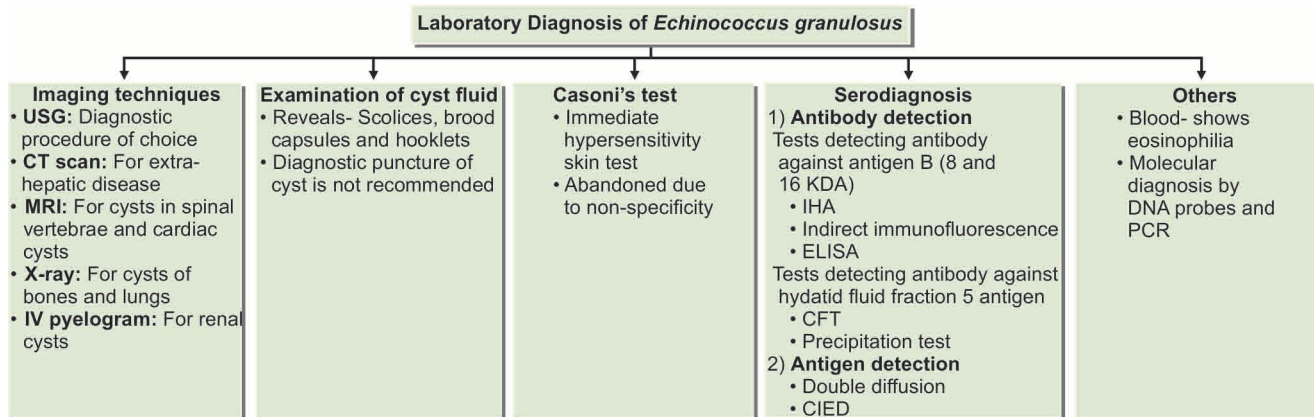 Laboratory Diagnosis of Echinococcus granulosus
Imaging techniques
• USG: Diagnostic
procedure of choice
• CT scan: For extra-
hepatic disease
• MRI: For cysts in spinal
vertebrae and cardiac
cysts
• X-ray: For cysts of
bones and lungs
• IV pyelogram: For renal
cysts
Examination of cyst fluid
• Reveals- Scolices, brood
capsules and hooklets
• Diagnostic puncture of
cyst is not recommended
Casoni's test
• Immediate
hypersensitivity
skin test
• Abandoned due
to non-specificity
Serodiagnosis
1) Antibody detection
Tests detecting antibody
against antigen B (8 and
16 KDA)
• IHA
• Indirect immunofluorescence
• ELISA
Tests detecting antibody against
hydatid fluid fraction 5 antigen
• CFT
• Precipitation test
2) Antigen detection
• Double diffusion
• CIED
Others
• Blood- shows
eosinophilia
• Molecular
diagnosis by
DNA probes and
PCR